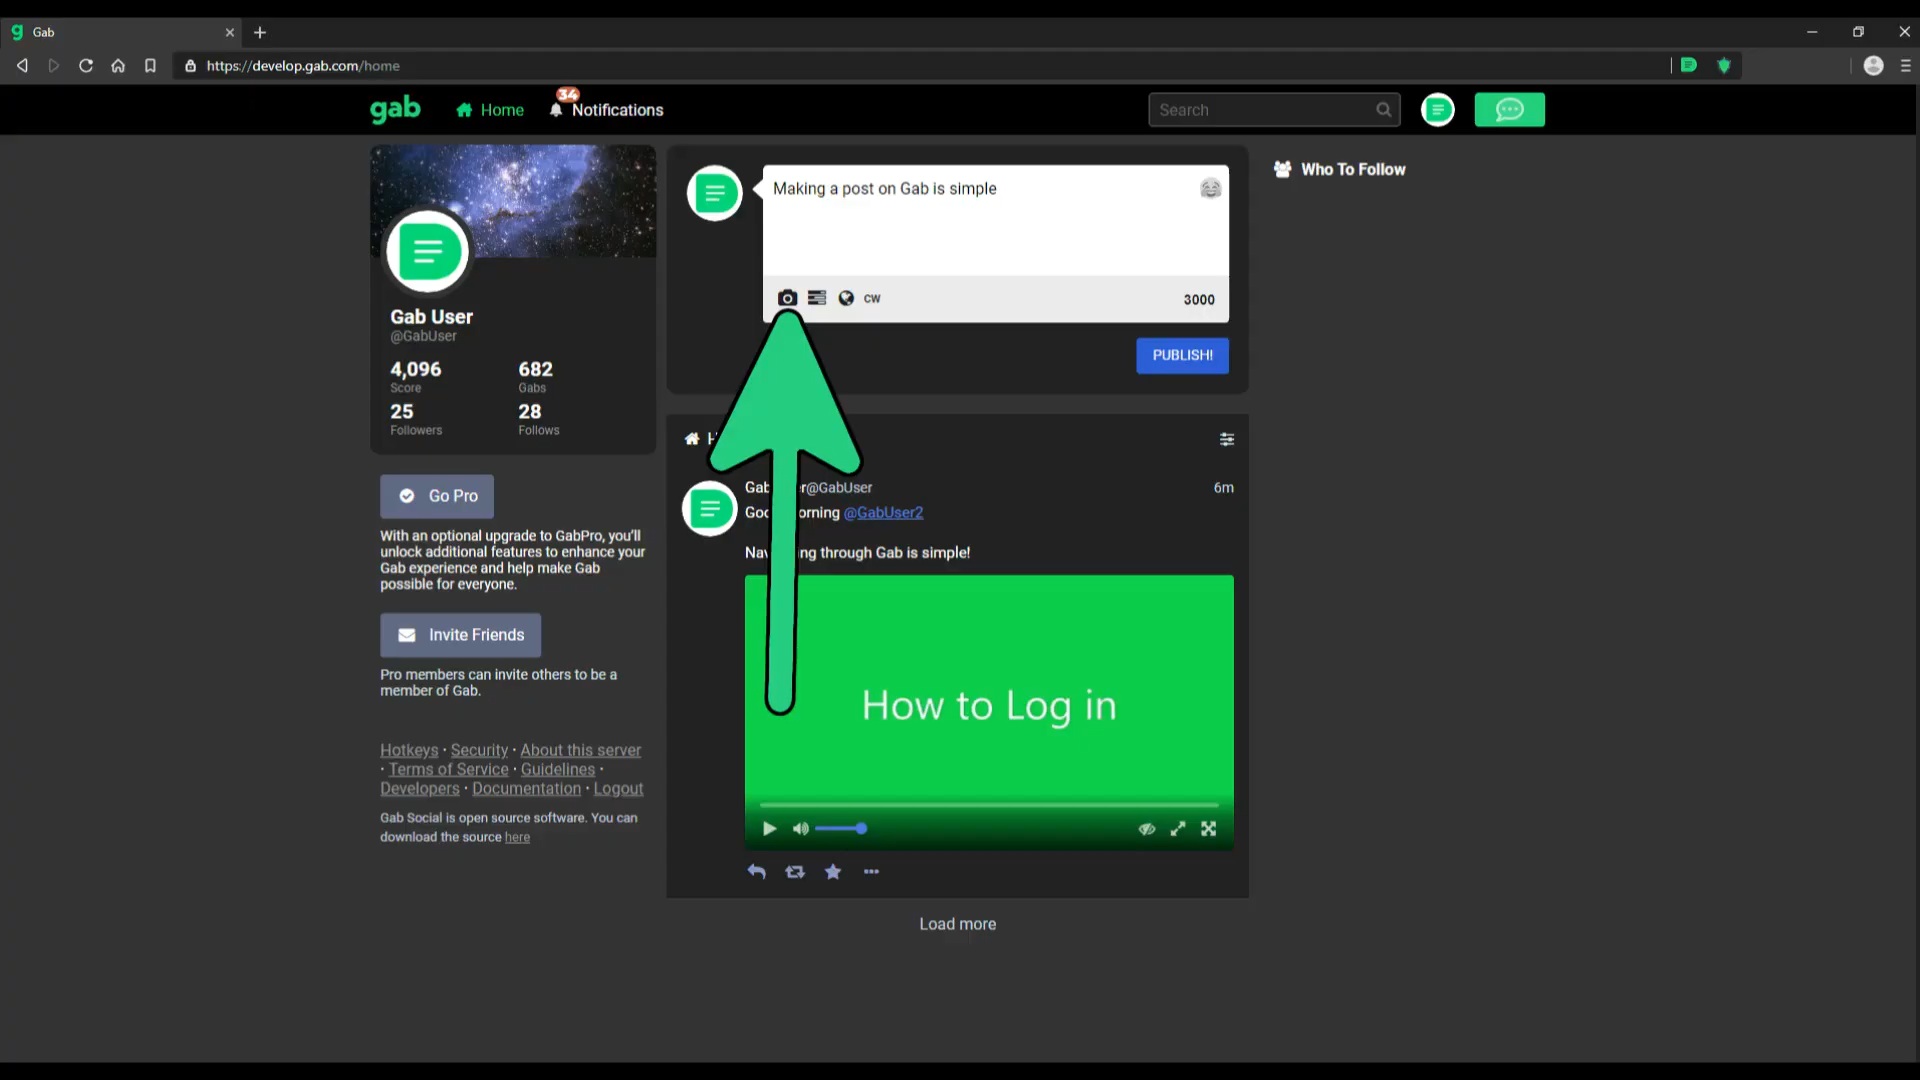 Gab
https://develop.gab.com/home
gab
Home
34
Notifications
Search
Making a post on Gab is simple
Who To Follow
CW
3000
PUBLISH!
Gab User
@GabUser
4,096
682
Score
Gabs
25
28
Followers
Follows
Go Pro
With an optional upgrade to GabPro, you'll
unlock additional features to enhance your
Gab experience and help make Gab
possible for everyone.
Invite Friends
Pro members can invite others to be a
member of Gab.
Hotkeys · Security · About this server
· Terms of Service · Guidelines ·
Developers · Documentation · Logout
Gab Social is open source software. You can
download the source here
@GabUser
6m
@GabUser2
through Gab is simple!
How to Log in
Load more